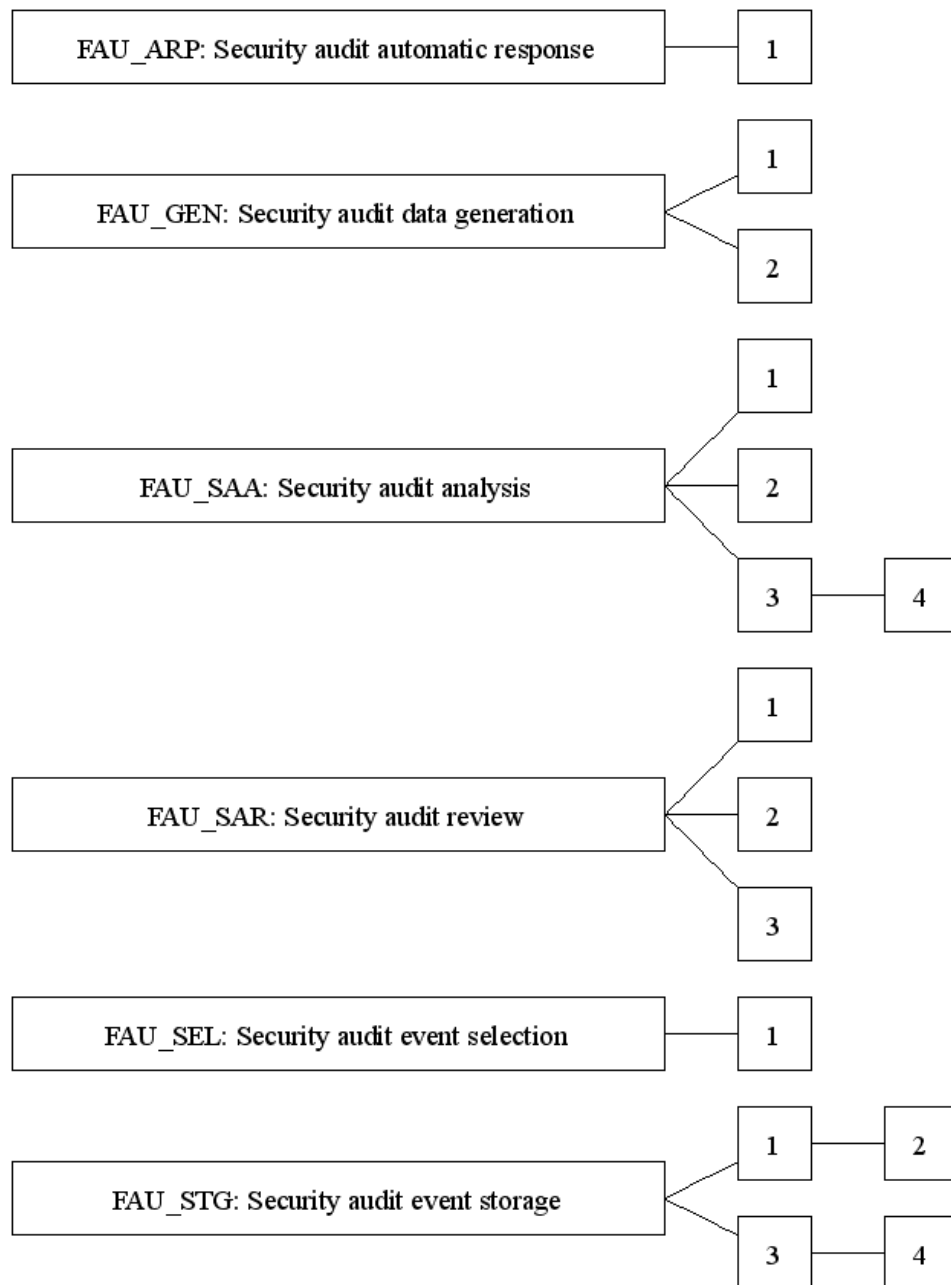 FAU_ARP: Security audit automatic response 1
1
FAU_GEN: Security audit data generation
2
1
FAU_SAA: Security audit analysis 2
3 4
1
FAU_SAR: Security audit review 2
3
FAU_SEL: Security audit event selection 1
1 2
FAU_STG: Security audit event storage
3 4